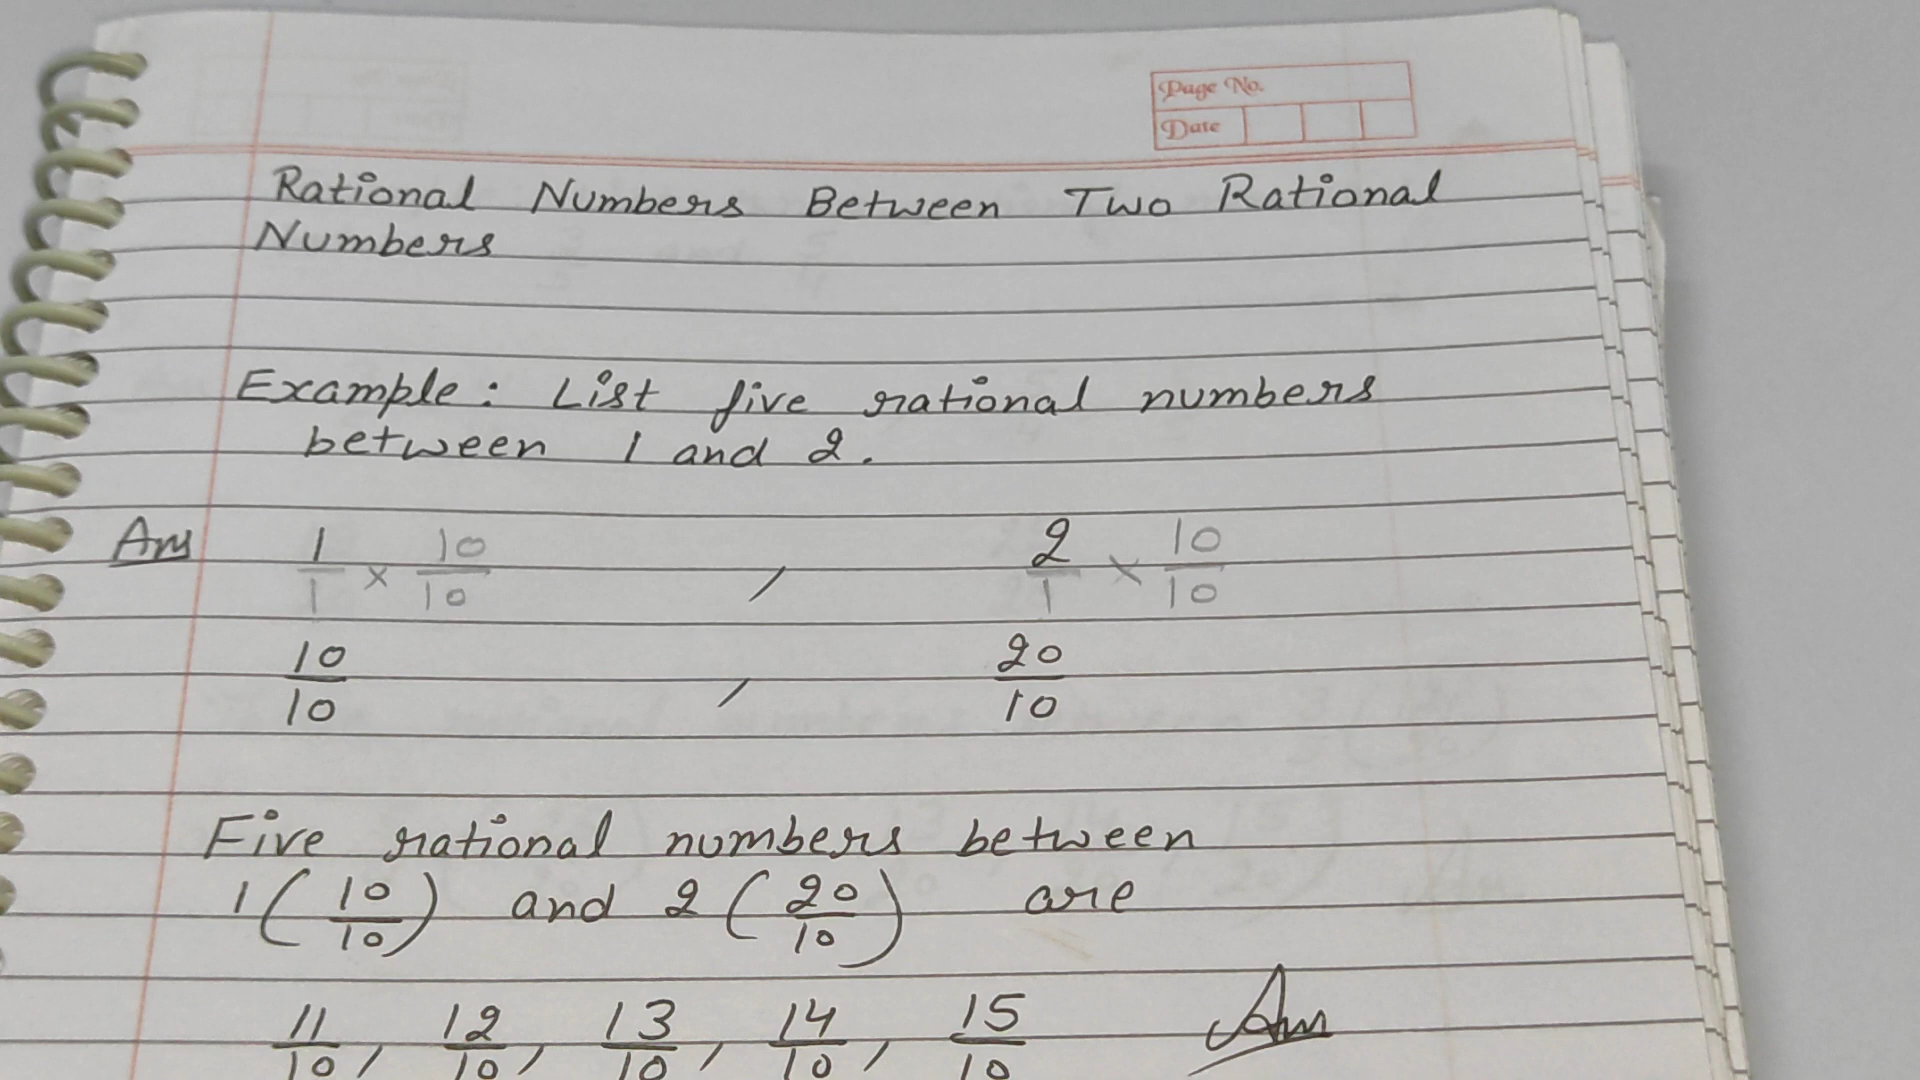 Page No.
Date
Rational Numbers Between Two Rational
Numbers
Example: List five rational numbers
between 1 and 2.
Ans 1/1 × 10/10 , 2/1 × 10/10
10/10 , 20/10
Five rational numbers between
1 (10/10) and 2 (20/10) are
11/10, 12/10, 13/10, 14/10, 15/10 Ans